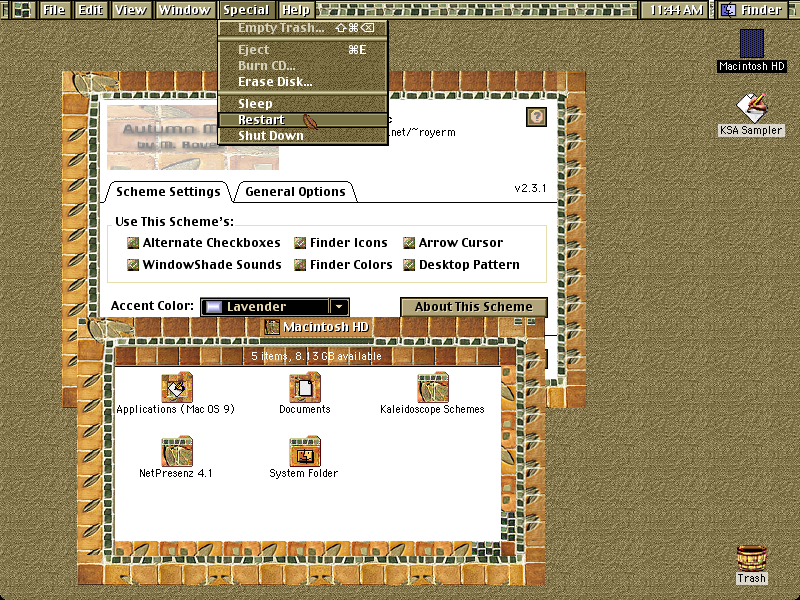 File Edit View Window Special Help 11:44 AM Finder
Empty Trash... ⇧⌘⌫
Eject ⌘E
Burn CD...
Erase Disk...
Sleep
Restart
Shut Down
Macintosh HD
KSA Sampler
Autumn
by M.
.net/~royerm
?
Scheme Settings General Options v2.3.1
Use This Scheme's:
Alternate Checkboxes Finder Icons Arrow Cursor
WindowShade Sounds Finder Colors Desktop Pattern
Accent Color: Lavender About This Scheme
Macintosh HD
5 items, 8.13 GB available
Applications (Mac OS 9) Documents Kaleidoscope Schemes
NetPresenz 4.1 System Folder
Trash